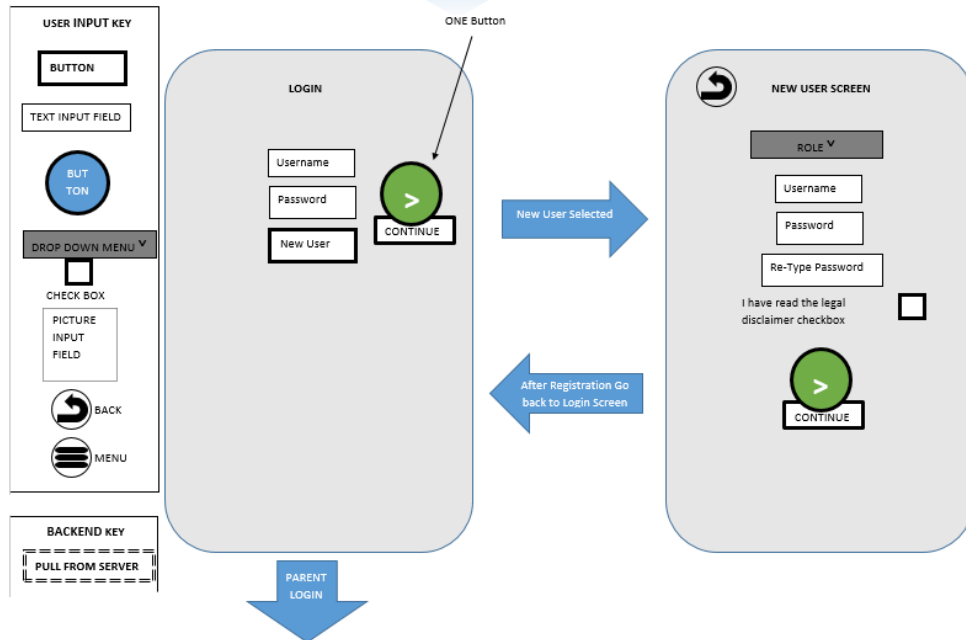 USER INPUT KEY
BUTTON
TEXT INPUT FIELD
BUT
TON
DROP DOWN MENU ˅
CHECK BOX
PICTURE
INPUT
FIELD
BACK
MENU
BACKEND KEY
PULL FROM SERVER
ONE Button
LOGIN
Username
Password
New User
>
CONTINUE
New User Selected
After Registration Go
back to Login Screen
PARENT
LOGIN
NEW USER SCREEN
ROLE ˅
Username
Password
Re-Type Password
I have read the legal
disclaimer checkbox
>
CONTINUE